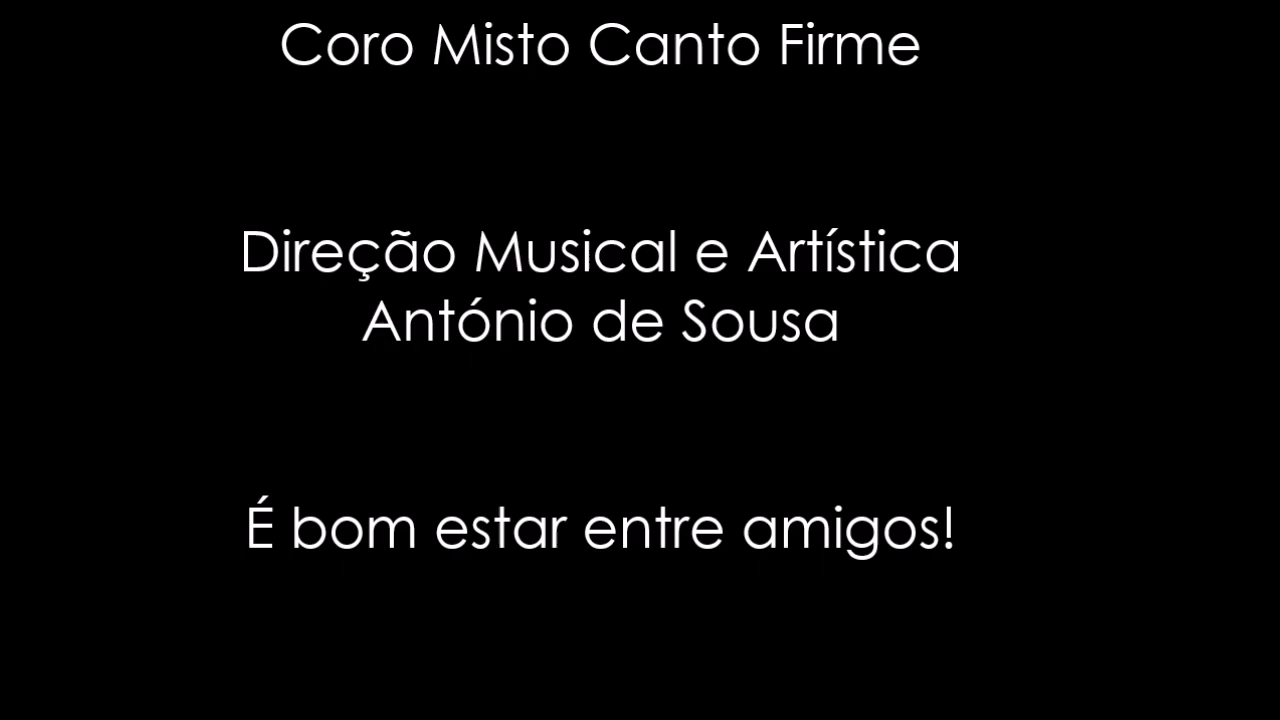 Coro Misto Canto Firme
Direção Musical e Artística
António de Sousa
É bom estar entre amigos!